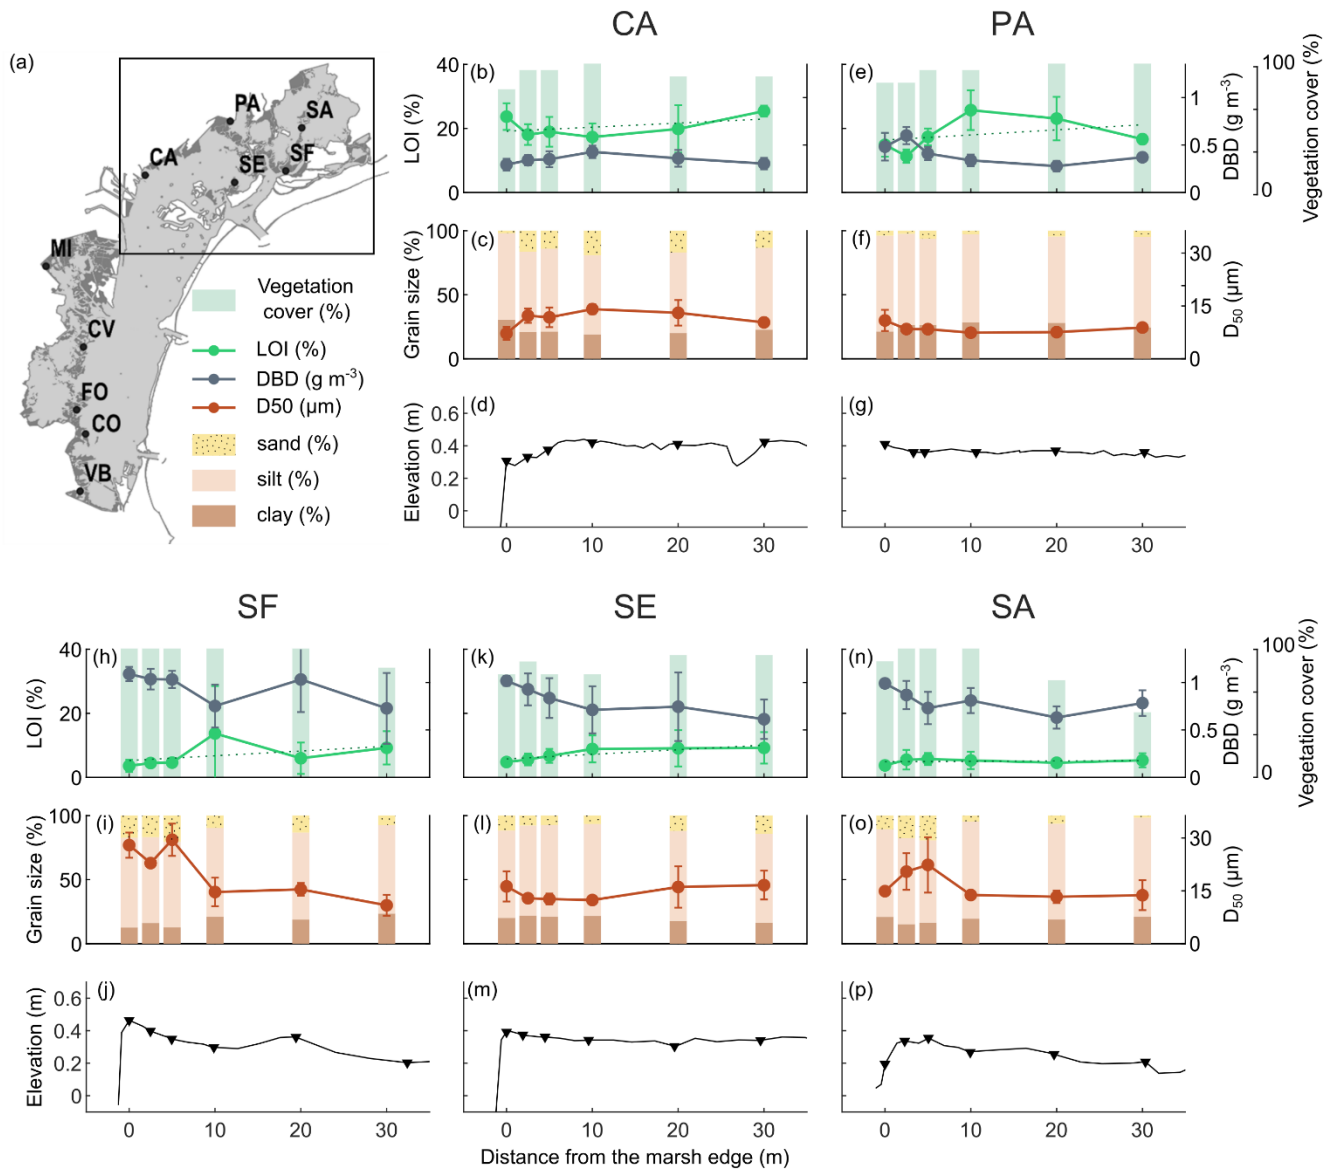 CA
PA
(a)
PA
SA
CA
SE
SF
MI
CV
FO
CO
VB
Vegetation
cover (%)
LOI (%)
DBD (g m-3)
D50 (µm)
sand (%)
silt (%)
clay (%)
(b)
LOI (%)
40
20
0
(e)
DBD (g m-3)
1
0.5
0
Vegetation cover (%)
100
0
(c)
Grain size (%)
100
50
0
(f)
D50 (µm)
30
15
0
(d)
Elevation (m)
0.6
0.4
0.2
0
0 10 20 30
(g)
0 10 20 30
SF
SE
SA
(h)
LOI (%)
40
20
0
(k)
(n)
DBD (g m-3)
1
0.5
0
Vegetation cover (%)
100
0
(i)
Grain size (%)
100
50
0
(l)
(o)
D50 (µm)
30
15
0
(j)
Elevation (m)
0.6
0.4
0.2
0
0 10 20 30
(m)
0 10 20 30
(p)
0 10 20 30
Distance from the marsh edge (m)